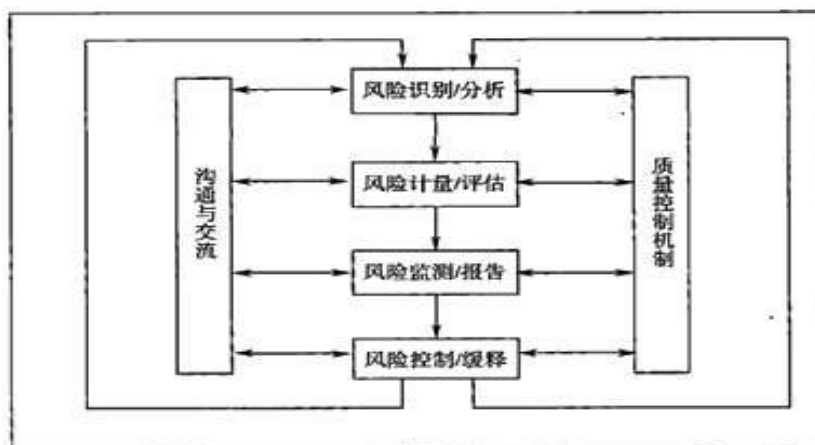 风险识别/分析
风险计量/评估
沟通与交流
质量控制机制
风险监测/报告
风险控制/缓释